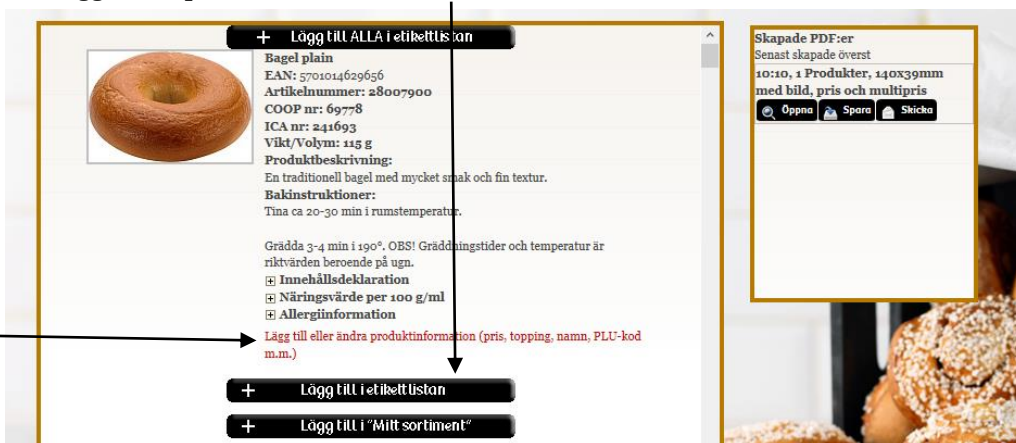 + Lägg till ALLA i etikettlistan
Bagel plain
EAN: 5701014629656
Artikelnummer: 28007900
COOP nr: 69778
ICA nr: 241693
Vikt/Volym: 115 g
Produktbeskrivning:
En traditionell bagel med mycket smak och fin textur.
Bakinstruktioner:
Tina ca 20-30 min i rumstemperatur.
Grädda 3-4 min i 190°. OBS! Gräddningstider och temperatur är
riktvärden beroende på ugn.
Innehållsdeklaration
Näringsvärde per 100 g/ml
Allergiinformation
Lägg till eller ändra produktinformation (pris, topping, namn, PLU-kod
m.m.)
+ Lägg till i etikettlistan
+ Lägg till i "Mitt sortiment"
Skapade PDF:er
Senast skapade överst
10:10, 1 Produkter, 140x39mm
med bild, pris och multipris
Öppna Spara Skicka